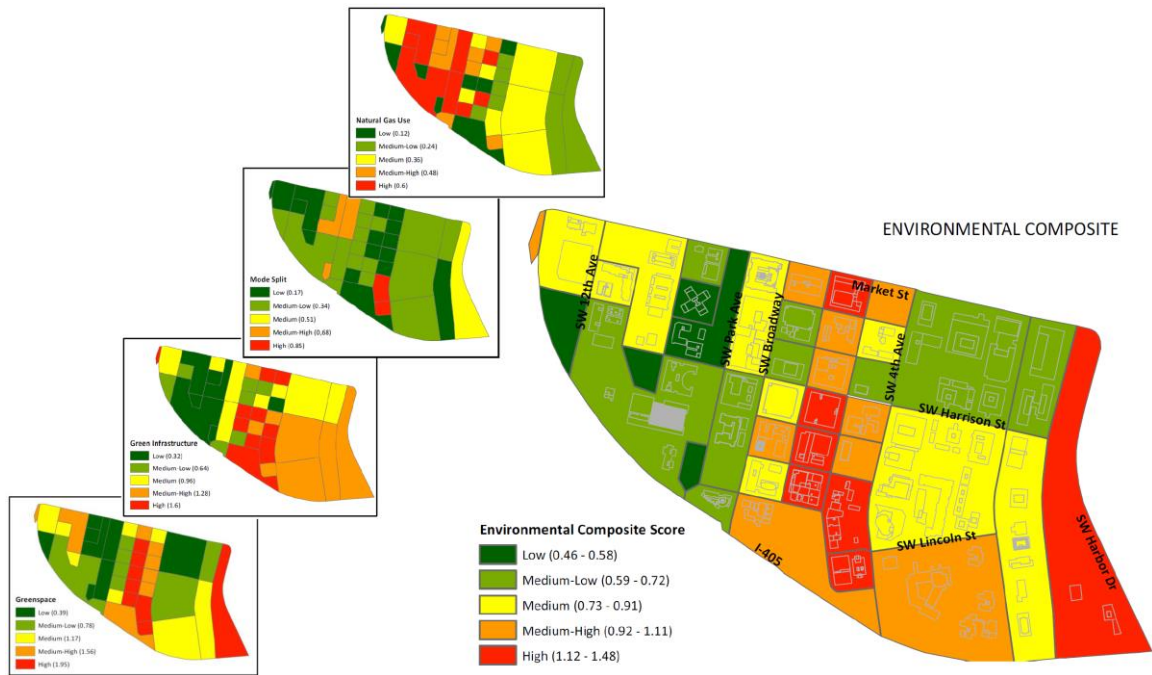 Natural Gas Use
Low (0.12)
Medium-Low (0.24)
Medium (0.36)
Medium-High (0.48)
High (0.6)
Mode Split
Low (0.17)
Medium-Low (0.34)
Medium (0.51)
Medium-High (0.68)
High (0.85)
Green Infrastructure
Low (0.32)
Medium-Low (0.64)
Medium (0.96)
Medium-High (1.28)
High (1.6)
Greenspace
Low (0.39)
Medium-Low (0.78)
Medium (1.17)
Medium-High (1.56)
High (1.95)
ENVIRONMENTAL COMPOSITE
SW 12th Ave
SW Park Ave
SW Broadway
Market St
SW 4th Ave
SW Harrison St
SW Lincoln St
I-405
SW Harbor Dr
Environmental Composite Score
Low (0.46 - 0.58)
Medium-Low (0.59 - 0.72)
Medium (0.73 - 0.91)
Medium-High (0.92 - 1.11)
High (1.12 - 1.48)